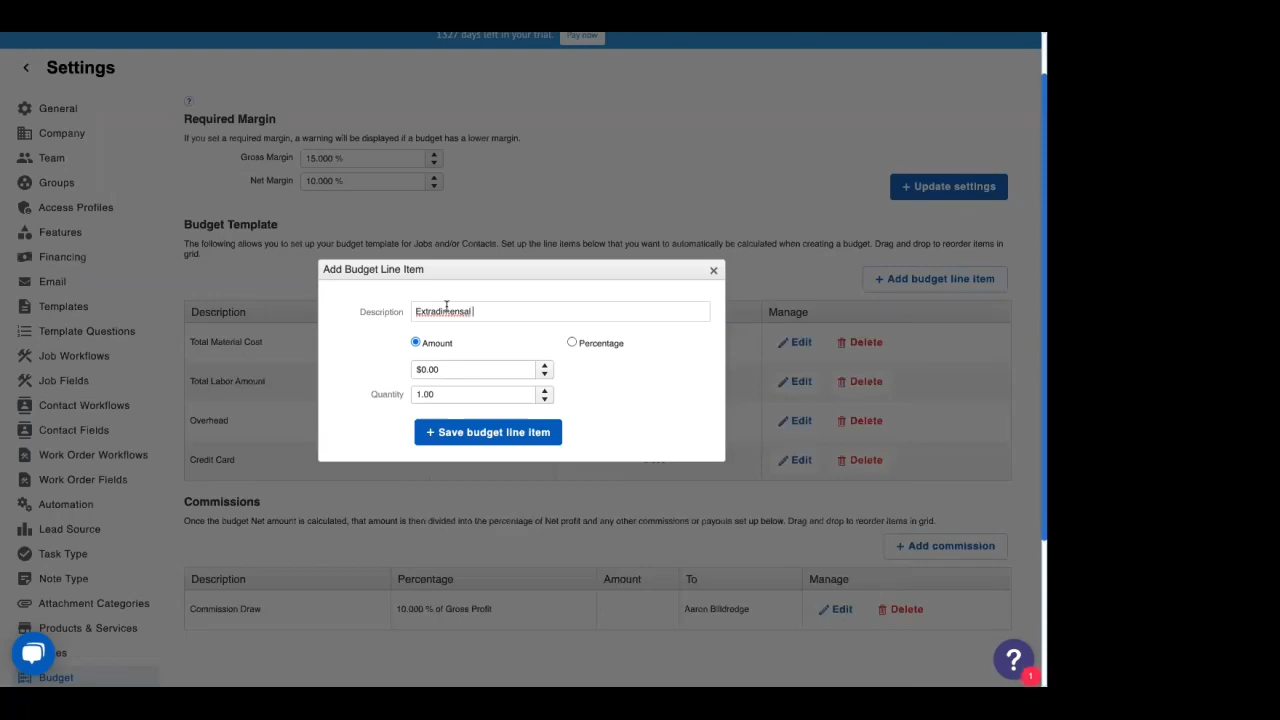 1327 days left in your trial. Pay now
Settings
General
Company
Team
Groups
Access Profiles
Features
Financing
Email
Templates
Template Questions
Job Workflows
Job Fields
Contact Workflows
Contact Fields
Work Order Workflows
Work Order Fields
Automation
Lead Source
Task Type
Note Type
Attachment Categories
Products & Services
Budget
?
Required Margin
If you set a required margin, a warning will be displayed if a budget has a lower margin.
Gross Margin 15.000 %
Net Margin 10.000 %
+ Update settings
Budget Template
The following allows you to set up your budget template for Jobs and/or Contacts. Set up the line items below that you want to automatically be calculated when creating a budget. Drag and drop to reorder items in
grid.
+ Add budget line item
Description Manage
Total Material Cost Edit Delete
Total Labor Amount Edit Delete
Overhead Edit Delete
Credit Card Edit Delete
Add Budget Line Item ×
Description Extradimensal
Amount Percentage
$0.00
Quantity 1.00
+ Save budget line item
Commissions
Once the budget Net amount is calculated, that amount is then divided into the percentage of Net profit and any other commissions or payouts set up below. Drag and drop to reorder items in grid.
+ Add commission
Description Percentage Amount To Manage
Commission Draw 10.000 % of Gross Profit Aaron Billdredge Edit Delete
?
1